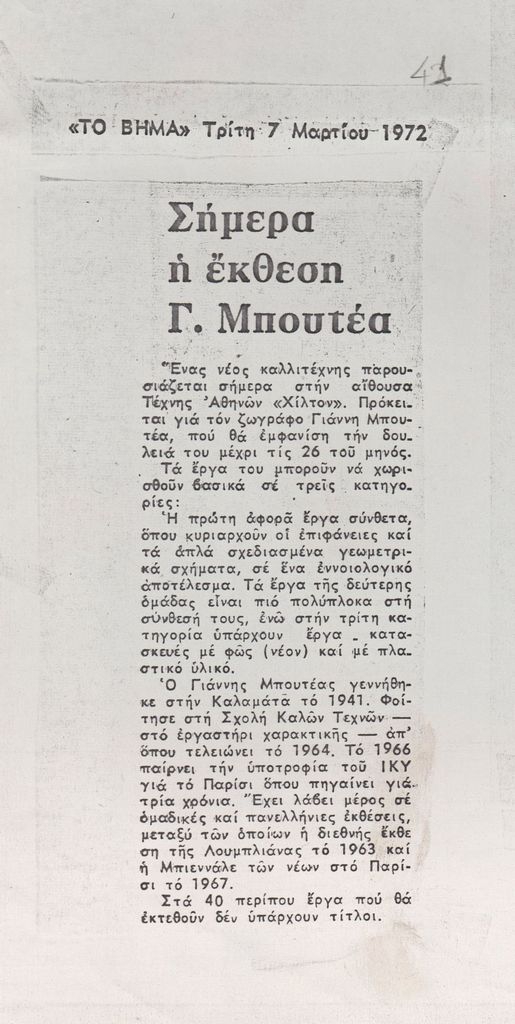 41
«ΤΟ ΒΗΜΑ» Τρίτη 7 Μαρτίου 1972
Σήμερα
ἡ ἔκθεση
Γ. Μπουτέα
Ἕνας νέος καλλιτέχνης παρου-
σιάζεται σήμερα στήν αἴθουσα
Τέχνης Ἀθηνῶν «Χίλτον». Πρόκει-
ται γιά τόν ζωγράφο Γιάννη Μπου-
τέα, πού θά ἐμφανίση τήν δου-
λειά του μέχρι τίς 26 τοῦ μηνός.
Τά ἔργα του μποροῦν νά χωρι-
σθοῦν βασικά σέ τρεῖς κατηγο-
ρίες:
Ἡ πρώτη ἀφορᾶ ἔργα σύνθετα,
ὅπου κυριαρχοῦν οἱ ἐπιφάνειες καί
τά ἁπλά σχεδιασμένα γεωμετρι-
κά σχήματα, σέ ἕνα ἐννοιολογικό
ἀποτέλεσμα. Τά ἔργα τῆς δεύτερης
ὁμάδας εἶναι πιό πολύπλοκα στή
σύνθεσή τους, ἐνῶ στήν τρίτη κα-
τηγορία ὑπάρχουν ἔργα - κατα-
σκευές μέ φῶς (νέον) καί μέ πλα-
στικό ὑλικό.
Ὁ Γιάννης Μπουτέας γεννήθη-
κε στήν Καλαμάτα τό 1941. Φοί-
τησε στή Σχολή Καλῶν Τεχνῶν —
στό ἐργαστήρι χαρακτικῆς — ἀπ'
ὅπου τελειώνει τό 1964. Τό 1966
παίρνει τήν ὑποτροφία τοῦ ΙΚΥ
γιά τό Παρίσι ὅπου πηγαίνει γιά
τρία χρόνια. Ἔχει λάβει μέρος σέ
ὁμαδικές καί πανελλήνιες ἐκθέσεις,
μεταξύ τῶν ὁποίων ἡ διεθνής ἔκθε
ση τῆς Λουμπλιάνας τό 1963 καί
ἡ Μπιεννάλε τῶν νέων στό Παρί-
σι τό 1967.
Στά 40 περίπου ἔργα πού θά
ἐκτεθοῦν δέν ὑπάρχουν τίτλοι.